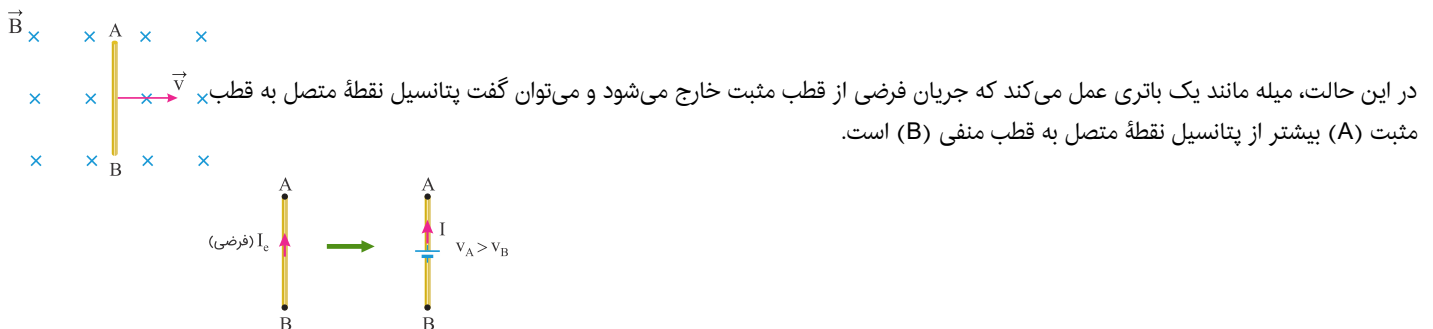 B
A
v
B
در این حالت، میله مانند یک باتری عمل می‌کند که جریان فرضی از قطب مثبت خارج می‌شود و می‌توان گفت پتانسیل نقطهٔ متصل به قطب
مثبت (A) بیشتر از پتانسیل نقطهٔ متصل به قطب منفی (B) است.
A
(فرضی) Ie
B
A
I
vA > vB
B